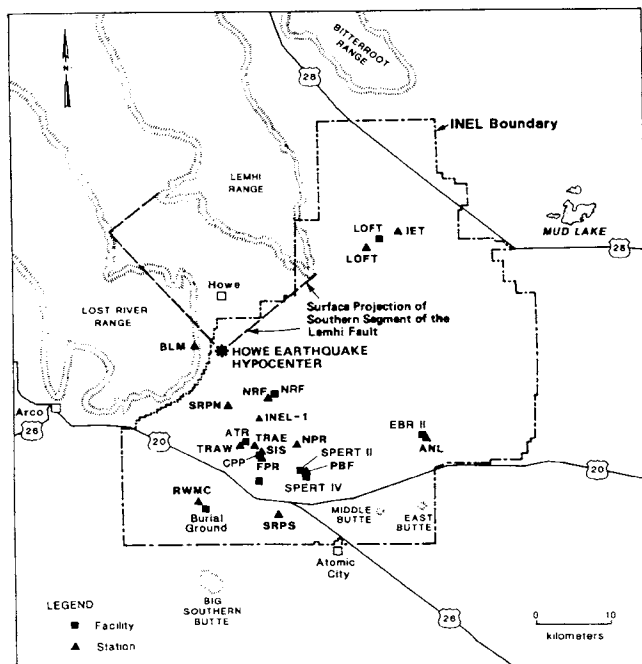 N
BITTERROOT
RANGE
28
INEL Boundary
LEMHI
RANGE
LOFT
IET
LOFT
MUD LAKE
28
Howe
Surface Projection of
Southern Segment of the
Lemhi Fault
LOST RIVER
RANGE
BLM
HOWE EARTHQUAKE
HYPOCENTER
NRF
NRF
SRPN
Arco
INEL-1
26
20
ATR
TRAE
NPR
EBR II
TRAW
SIS
SPERT II
ANL
CPP
PBF
FPR
SPERT IV
20
RWMC
Burial
Ground
SRPS
MIDDLE
BUTTE
EAST
BUTTE
Atomic
City
BIG
SOUTHERN
BUTTE
26
LEGEND
Facility
Station
0 10
kilometers